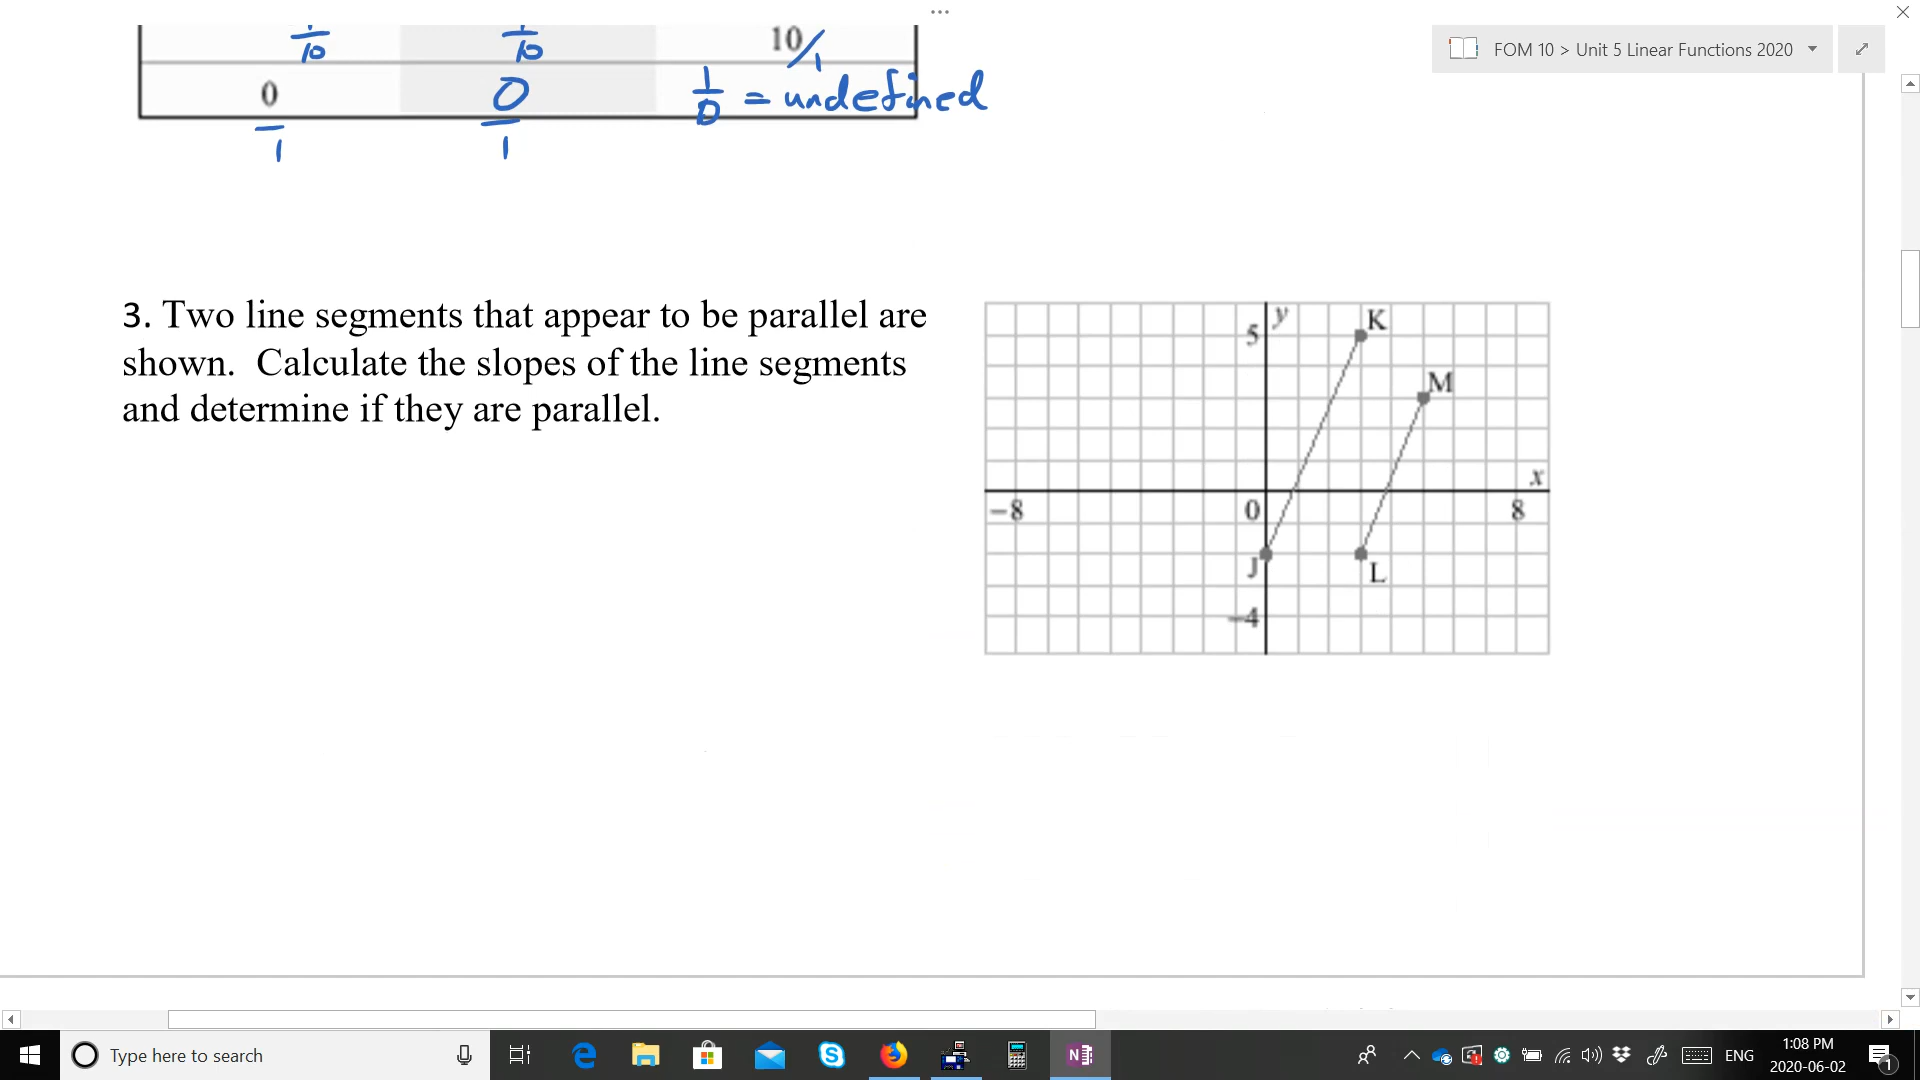 ...
FOM 10 > Unit 5 Linear Functions 2020
1/10 1/10 10/1
0 0 1/0 = undefined
1 1
3. Two line segments that appear to be parallel are
shown. Calculate the slopes of the line segments
and determine if they are parallel.
5 y K
M
x
-8 0 8
J L
-4
Type here to search
ENG
1:08 PM
2020-06-02
1